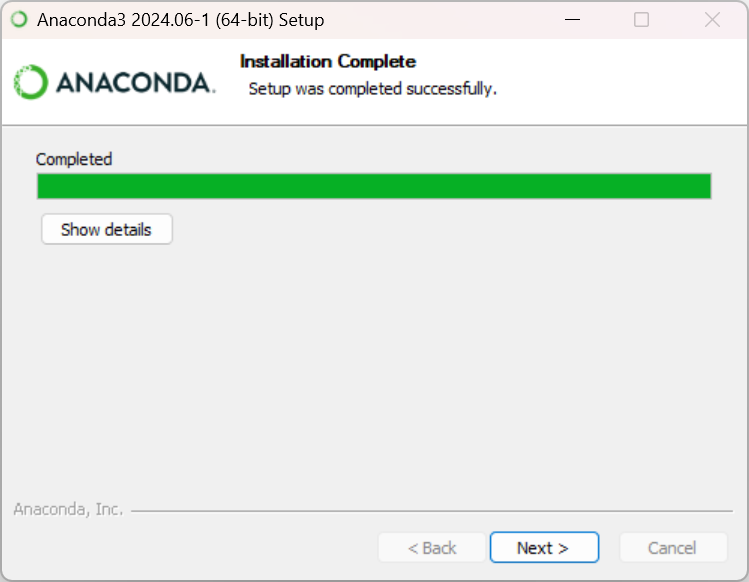 Anaconda3 2024.06-1 (64-bit) Setup
ANACONDA.
Installation Complete
Setup was completed successfully.
Completed
Show details
Anaconda, Inc.
< Back
Next >
Cancel